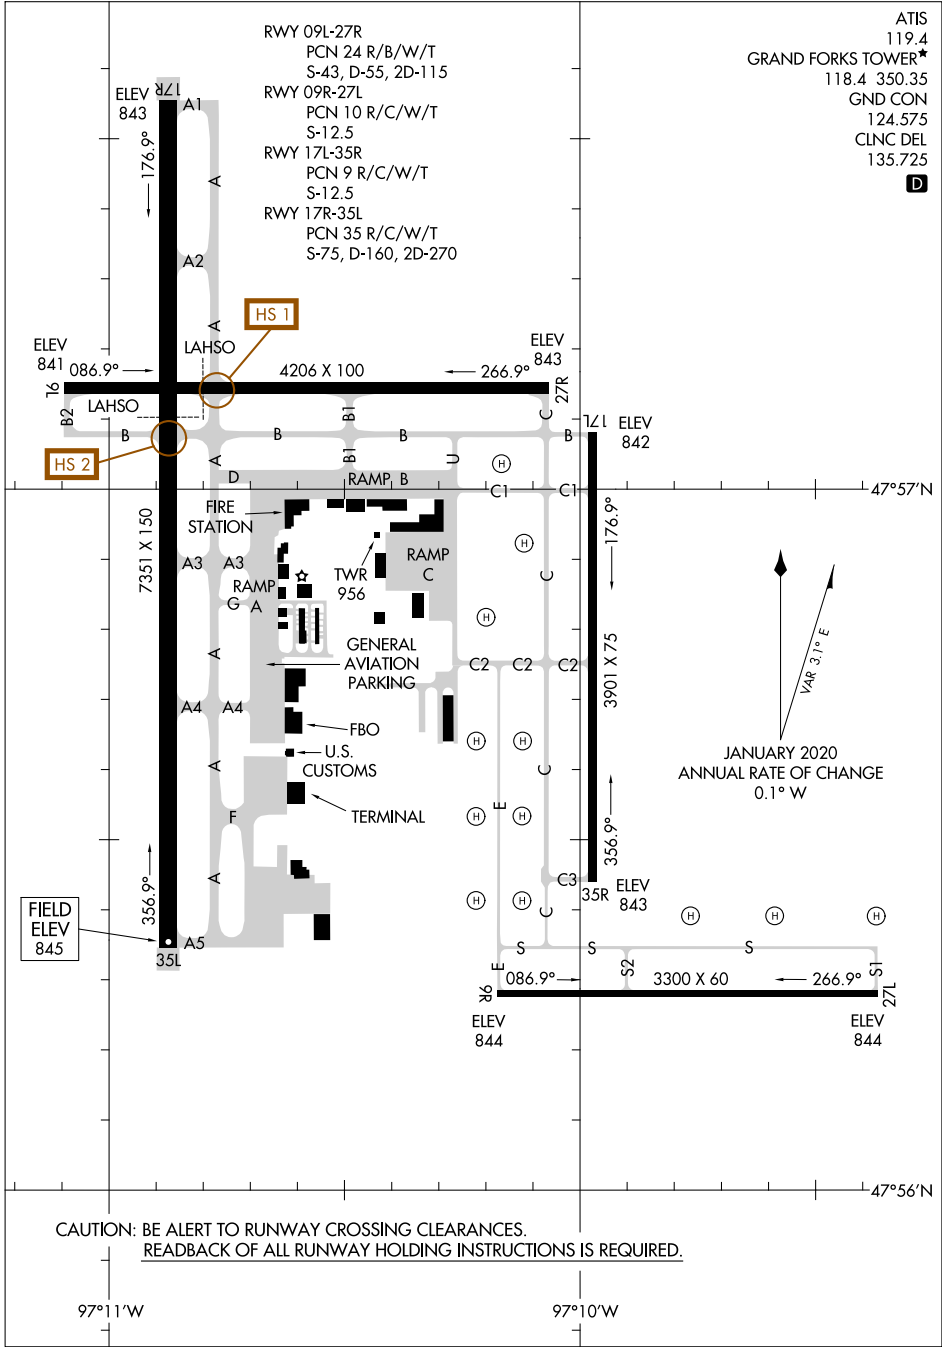 RWY 09L-27R
PCN 24 R/B/W/T
S-43, D-55, 2D-115
RWY 09R-27L
PCN 10 R/C/W/T
S-12.5
RWY 17L-35R
PCN 9 R/C/W/T
S-12.5
RWY 17R-35L
PCN 35 R/C/W/T
S-75, D-160, 2D-270
ATIS
119.4
GRAND FORKS TOWER★
118.4 350.35
GND CON
124.575
CLNC DEL
135.725
D
ELEV
843
17R
A1
176.9°
A
A2
A
HS 1
LAHSO
ELEV
841
086.9°
4206 X 100
266.9°
ELEV
843
9L
27R
LAHSO
B2
B
B
B1
B
C
B
17L
ELEV
842
HS 2
A
D
B1
U
H
RAMP B
C1
C1
47°57'N
7351 X 150
FIRE
STATION
176.9°
H
A3
A3
RAMP
A
G
TWR
956
RAMP
C
C
H
A
GENERAL
AVIATION
PARKING
C2
C2
C2
3901 X 75
VAR 3.1° E
A4
A4
FBO
H
H
U.S.
CUSTOMS
A
C
JANUARY 2020
ANNUAL RATE OF CHANGE
0.1° W
TERMINAL
F
E
H
H
356.9°
356.9°
A
C3
35R
ELEV
843
FIELD
ELEV
845
H
H
C
H
H
H
A5
35L
S
S
S
E
086.9°
S2
3300 X 60
266.9°
S1
9R
27L
ELEV
844
ELEV
844
47°56'N
CAUTION: BE ALERT TO RUNWAY CROSSING CLEARANCES.
READBACK OF ALL RUNWAY HOLDING INSTRUCTIONS IS REQUIRED.
97°11'W
97°10'W